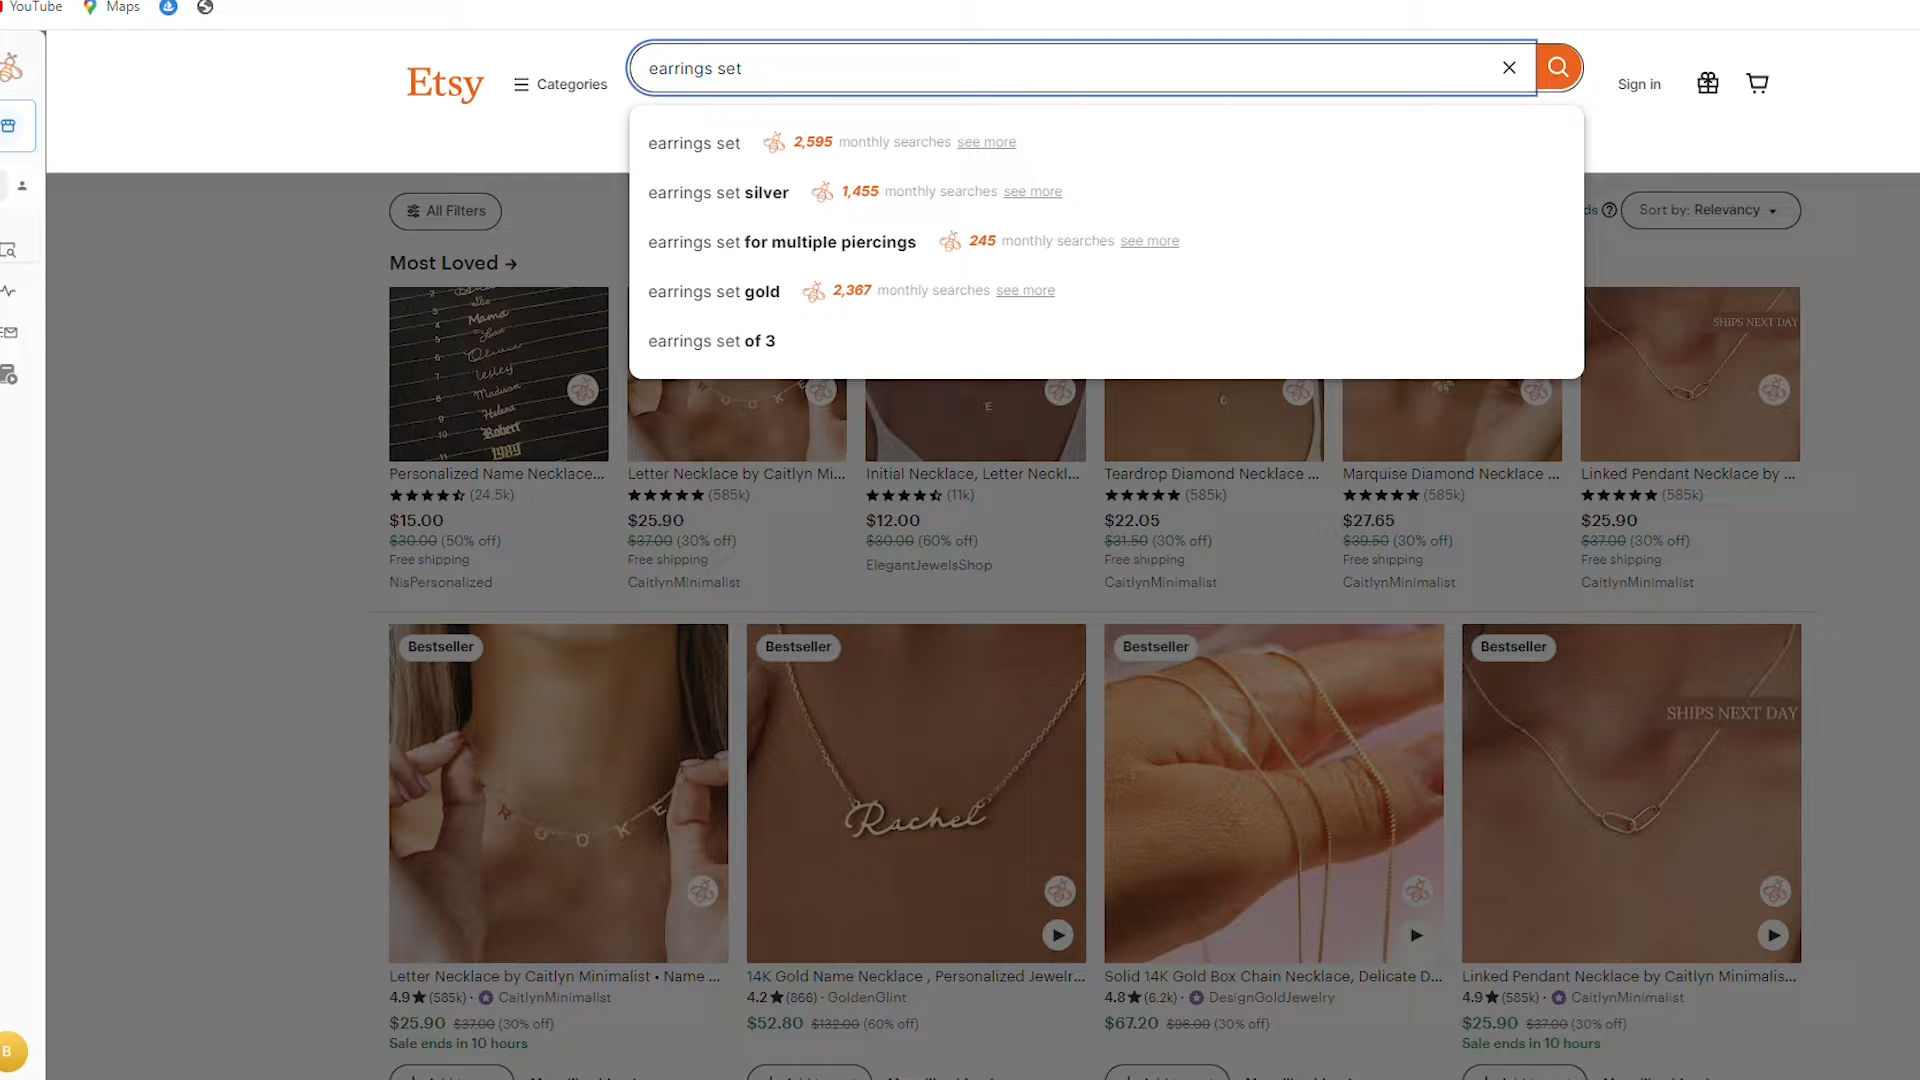 YouTube
Maps
Etsy
Categories
earrings set
Sign in
earrings set 2,595 monthly searches see more
earrings set silver 1,455 monthly searches see more
earrings set for multiple piercings 245 monthly searches see more
earrings set gold 2,367 monthly searches see more
earrings set of 3
All Filters
Sort by: Relevancy
Most Loved
Mama
Love
Olivia
Lesley
Madison
Helena
Robert
1989
SHIPS NEXT DAY
Personalized Name Necklace...
(24.5k)
$15.00
$30.00 (50% off)
Free shipping
NisPersonalized
Letter Necklace by Caitlyn Mi...
(585k)
$25.90
$37.00 (30% off)
Free shipping
CaitlynMinimalist
Initial Necklace, Letter Neckl...
(11k)
$12.00
$30.00 (60% off)
ElegantJewelsShop
Teardrop Diamond Necklace ...
(585k)
$22.05
$31.50 (30% off)
Free shipping
CaitlynMinimalist
Marquise Diamond Necklace ...
(585k)
$27.65
$39.50 (30% off)
Free shipping
CaitlynMinimalist
Linked Pendant Necklace by ...
(585k)
$25.90
$37.00 (30% off)
Free shipping
CaitlynMinimalist
Bestseller
Bestseller
Bestseller
Bestseller
Rachel
SHIPS NEXT DAY
Letter Necklace by Caitlyn Minimalist • Name ...
4.9 (585k) · CaitlynMinimalist
$25.90 $37.00 (30% off)
Sale ends in 10 hours
14K Gold Name Necklace , Personalized Jewelr...
4.2 (866) · GoldenGlint
$52.80 $132.00 (60% off)
Solid 14K Gold Box Chain Necklace, Delicate D...
4.8 (6.2k) · DesignGoldJewelry
$67.20 $96.00 (30% off)
Linked Pendant Necklace by Caitlyn Minimalis...
4.9 (585k) · CaitlynMinimalist
$25.90 $37.00 (30% off)
Sale ends in 10 hours
B